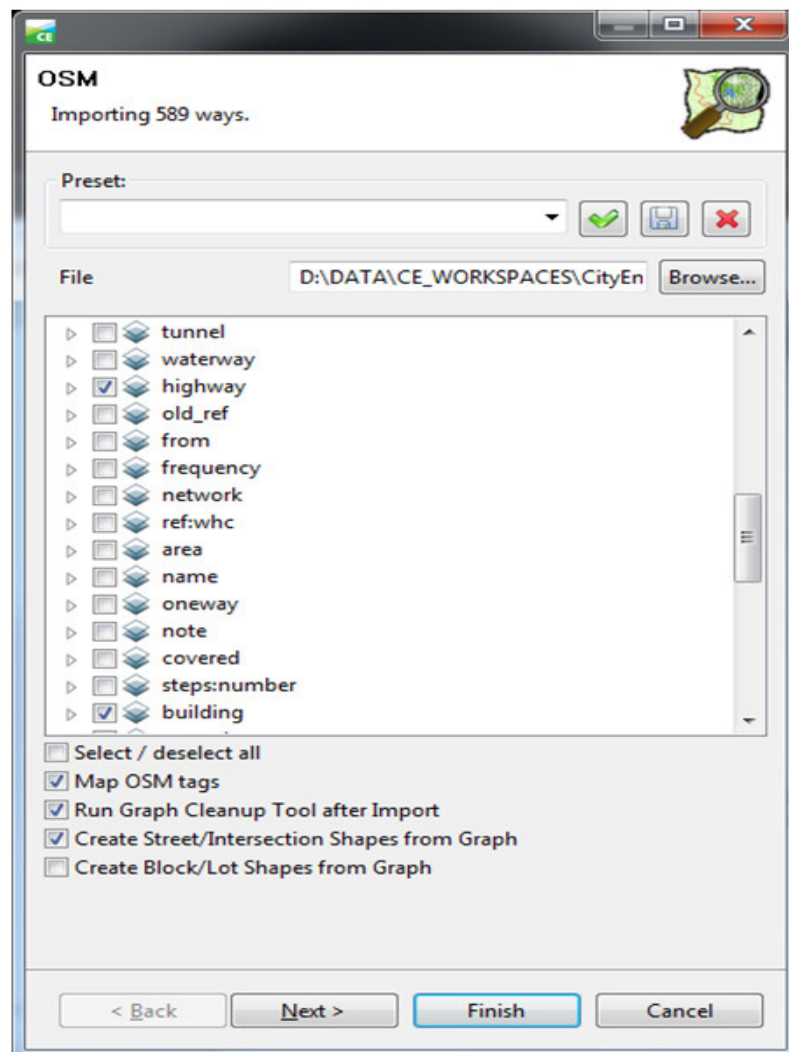 CE
OSM
Importing 589 ways.
Preset:
File D:\DATA\CE_WORKSPACES\CityEn Browse...
tunnel
waterway
highway
old_ref
from
frequency
network
ref:whc
area
name
oneway
note
covered
steps:number
building
Select / deselect all
Map OSM tags
Run Graph Cleanup Tool after Import
Create Street/Intersection Shapes from Graph
Create Block/Lot Shapes from Graph
< Back Next > Finish Cancel